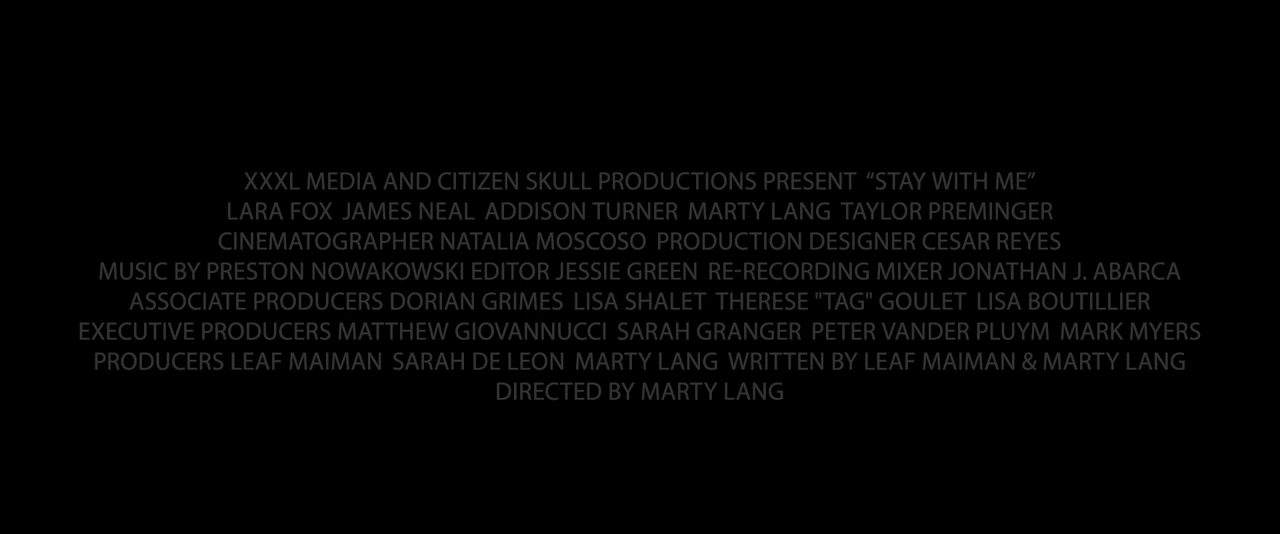 XXXL MEDIA AND CITIZEN SKULL PRODUCTIONS PRESENT “STAY WITH ME”
LARA FOX JAMES NEAL ADDISON TURNER MARTY LANG TAYLOR PREMINGER
CINEMATOGRAPHER NATALIA MOSCOSO PRODUCTION DESIGNER CESAR REYES
MUSIC BY PRESTON NOWAKOWSKI EDITOR JESSIE GREEN RE-RECORDING MIXER JONATHAN J. ABARCA
ASSOCIATE PRODUCERS DORIAN GRIMES LISA SHALET THERESE "TAG" GOULET LISA BOUTILLIER
EXECUTIVE PRODUCERS MATTHEW GIOVANNUCCI SARAH GRANGER PETER VANDER PLUYM MARK MYERS
PRODUCERS LEAF MAIMAN SARAH DE LEON MARTY LANG WRITTEN BY LEAF MAIMAN & MARTY LANG
DIRECTED BY MARTY LANG